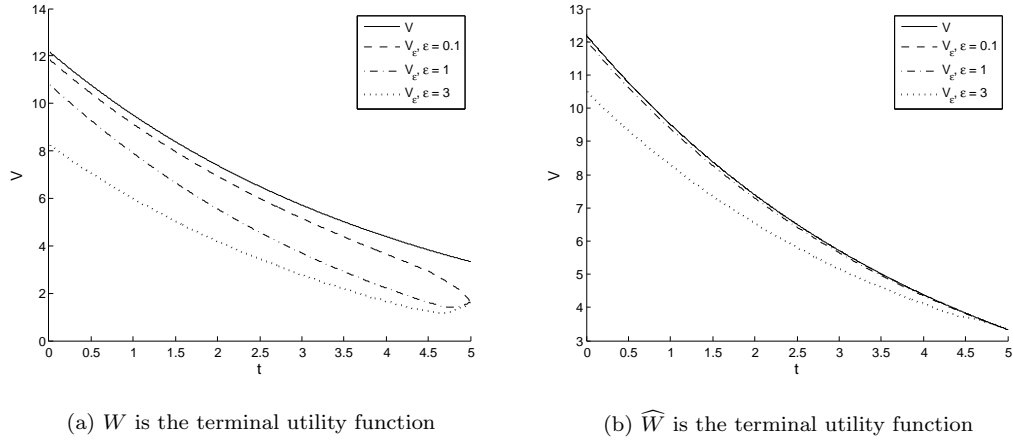 14
12
10
8
6
4
2
0
V
0 0.5 1 1.5 2 2.5 3 3.5 4 4.5 5
t
V
V_ε, ε = 0.1
V_ε, ε = 1
V_ε, ε = 3
(a) W is the terminal utility function
13
12
11
10
9
8
7
6
5
4
3
V
0 0.5 1 1.5 2 2.5 3 3.5 4 4.5 5
t
V
V_ε, ε = 0.1
V_ε, ε = 1
V_ε, ε = 3
(b) Ŵ is the terminal utility function